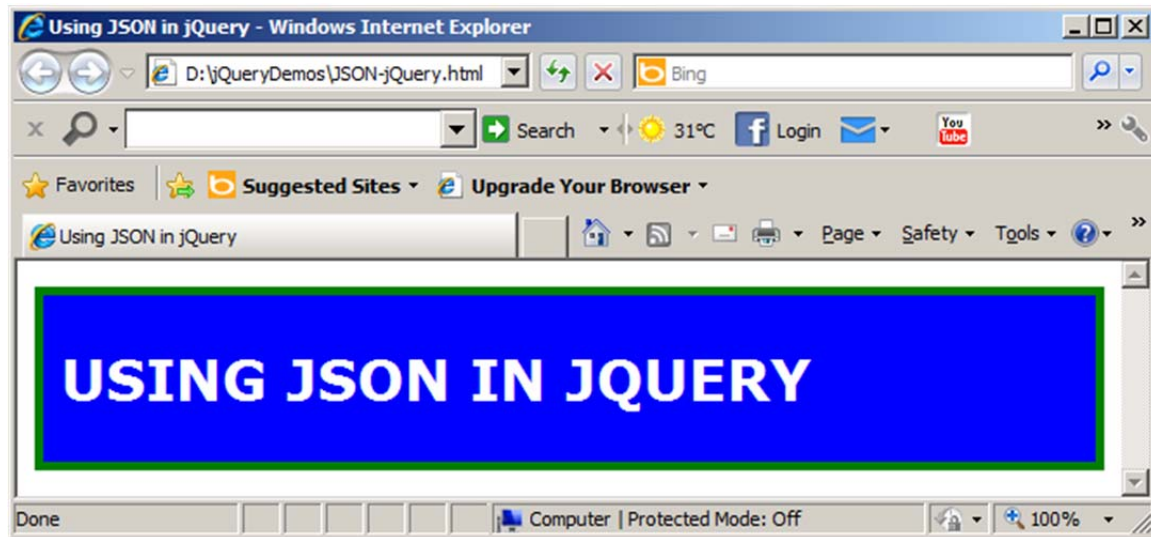 Using JSON in jQuery - Windows Internet Explorer
D:\jQueryDemos\JSON-jQuery.html Bing
Search 31°C Login You Tube »
Favorites Suggested Sites Upgrade Your Browser
Using JSON in jQuery Page Safety Tools »
USING JSON IN JQUERY
Done Computer | Protected Mode: Off 100%